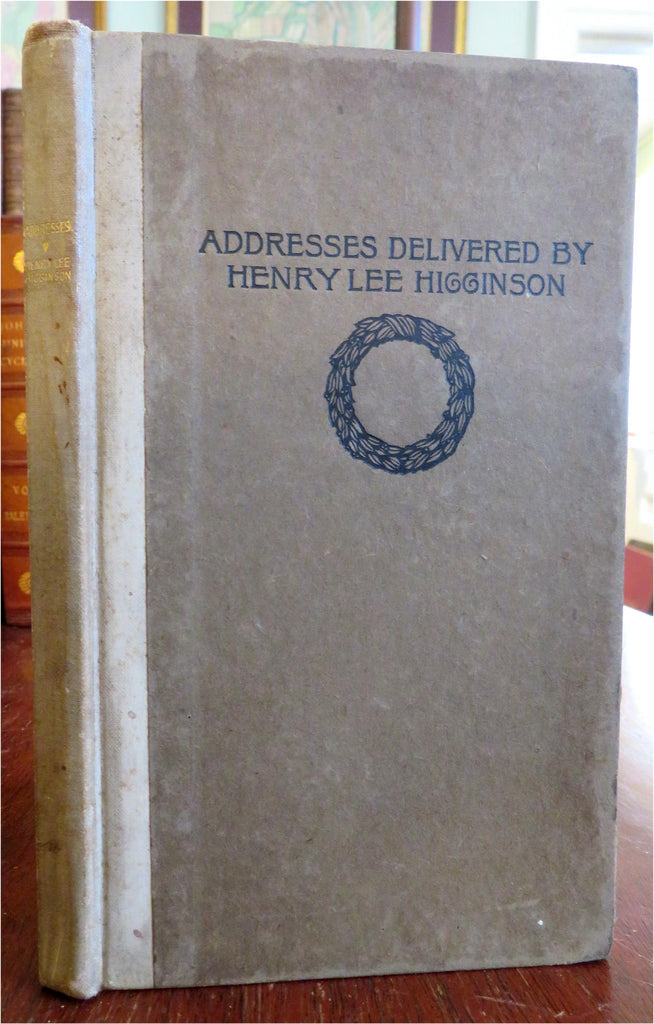 ADDRESSES DELIVERED BY
HENRY LEE HIGGINSON
ADDRESSES
HENRY LEE
HIGGINSON